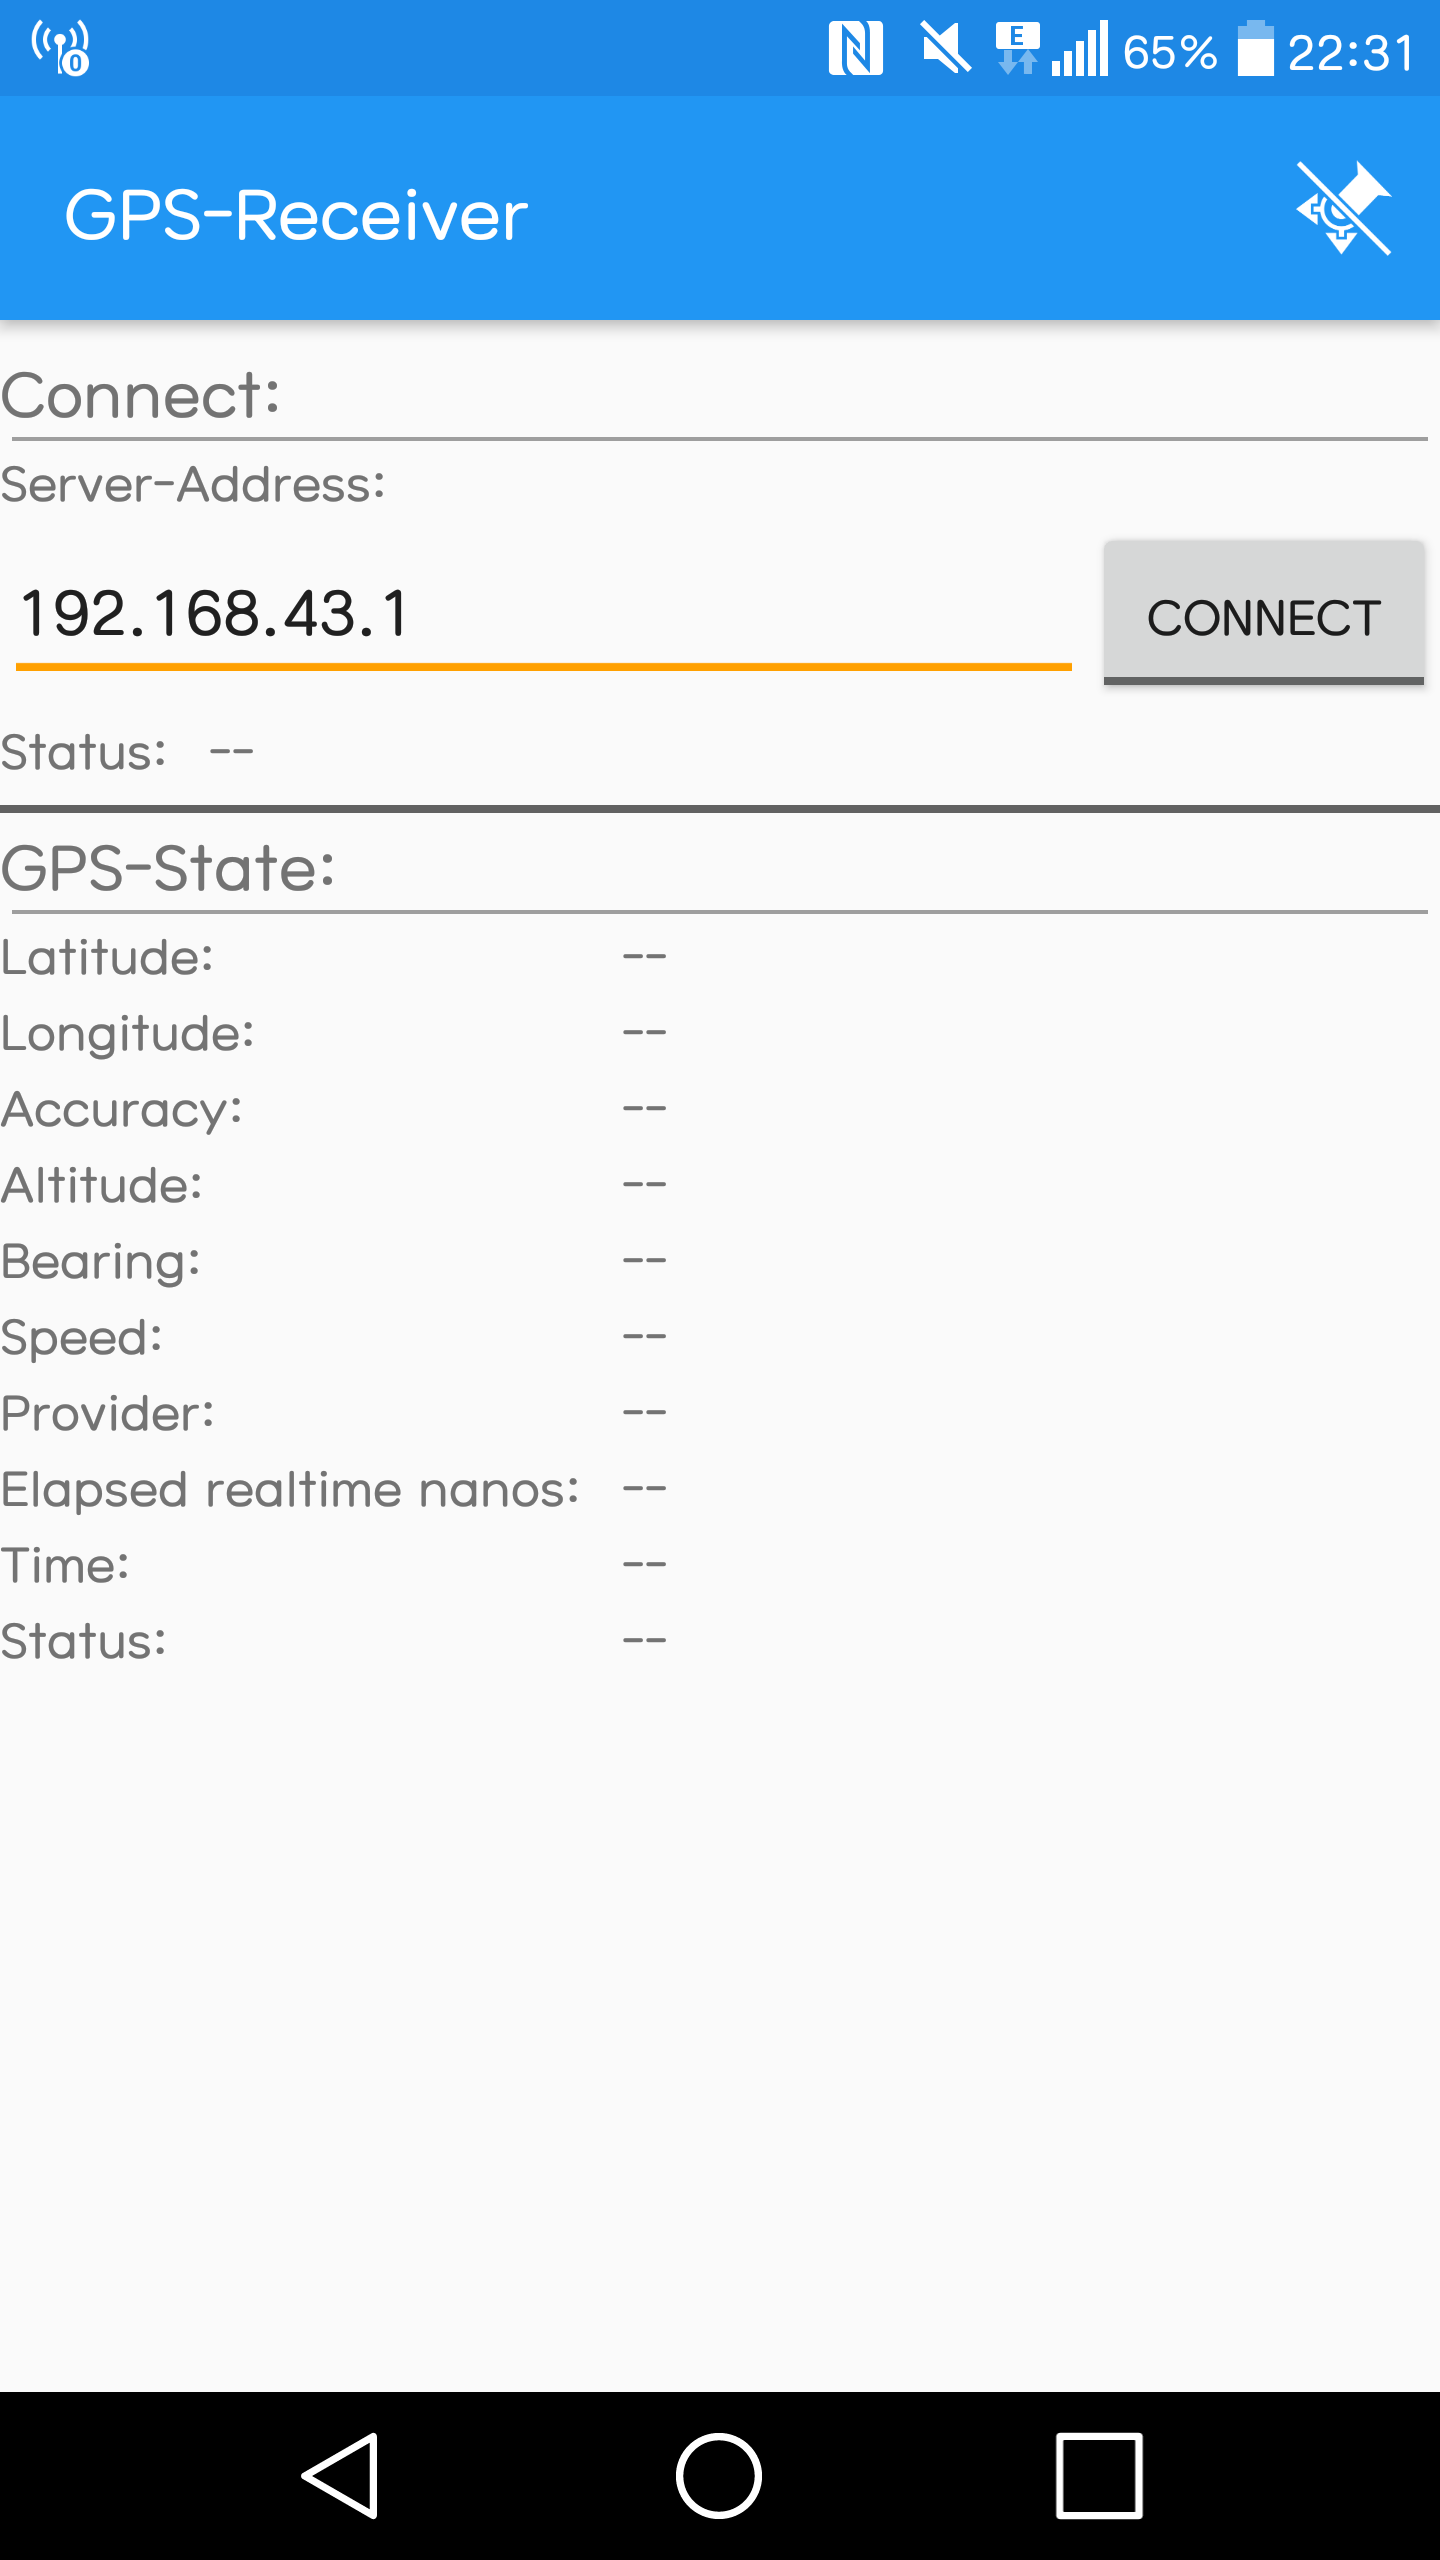 0 N E 65% 22:31
GPS-Receiver
Connect:
Server-Address:
192.168.43.1 CONNECT
Status: --
GPS-State:
Latitude: --
Longitude: --
Accuracy: --
Altitude: --
Bearing: --
Speed: --
Provider: --
Elapsed realtime nanos: --
Time: --
Status: --